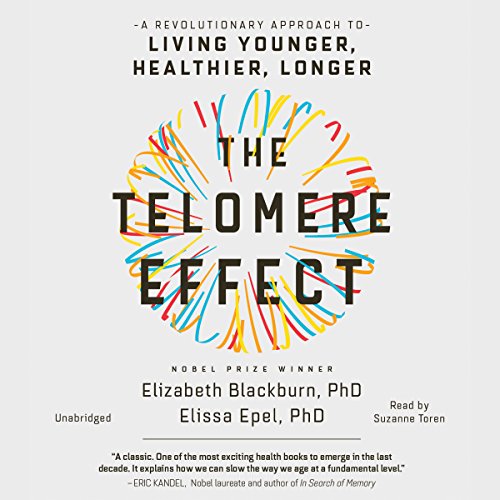 -A REVOLUTIONARY APPROACH TO-
LIVING YOUNGER,
HEALTHIER, LONGER
THE
TELOMERE
EFFECT
NOBEL PRIZE WINNER
Elizabeth Blackburn, PhD
Elissa Epel, PhD
Unabridged
Read by
Suzanne Toren
"A classic. One of the most exciting health books to emerge in the last
decade. It explains how we can slow the way we age at a fundamental level."
–ERIC KANDEL, Nobel laureate and author of In Search of Memory